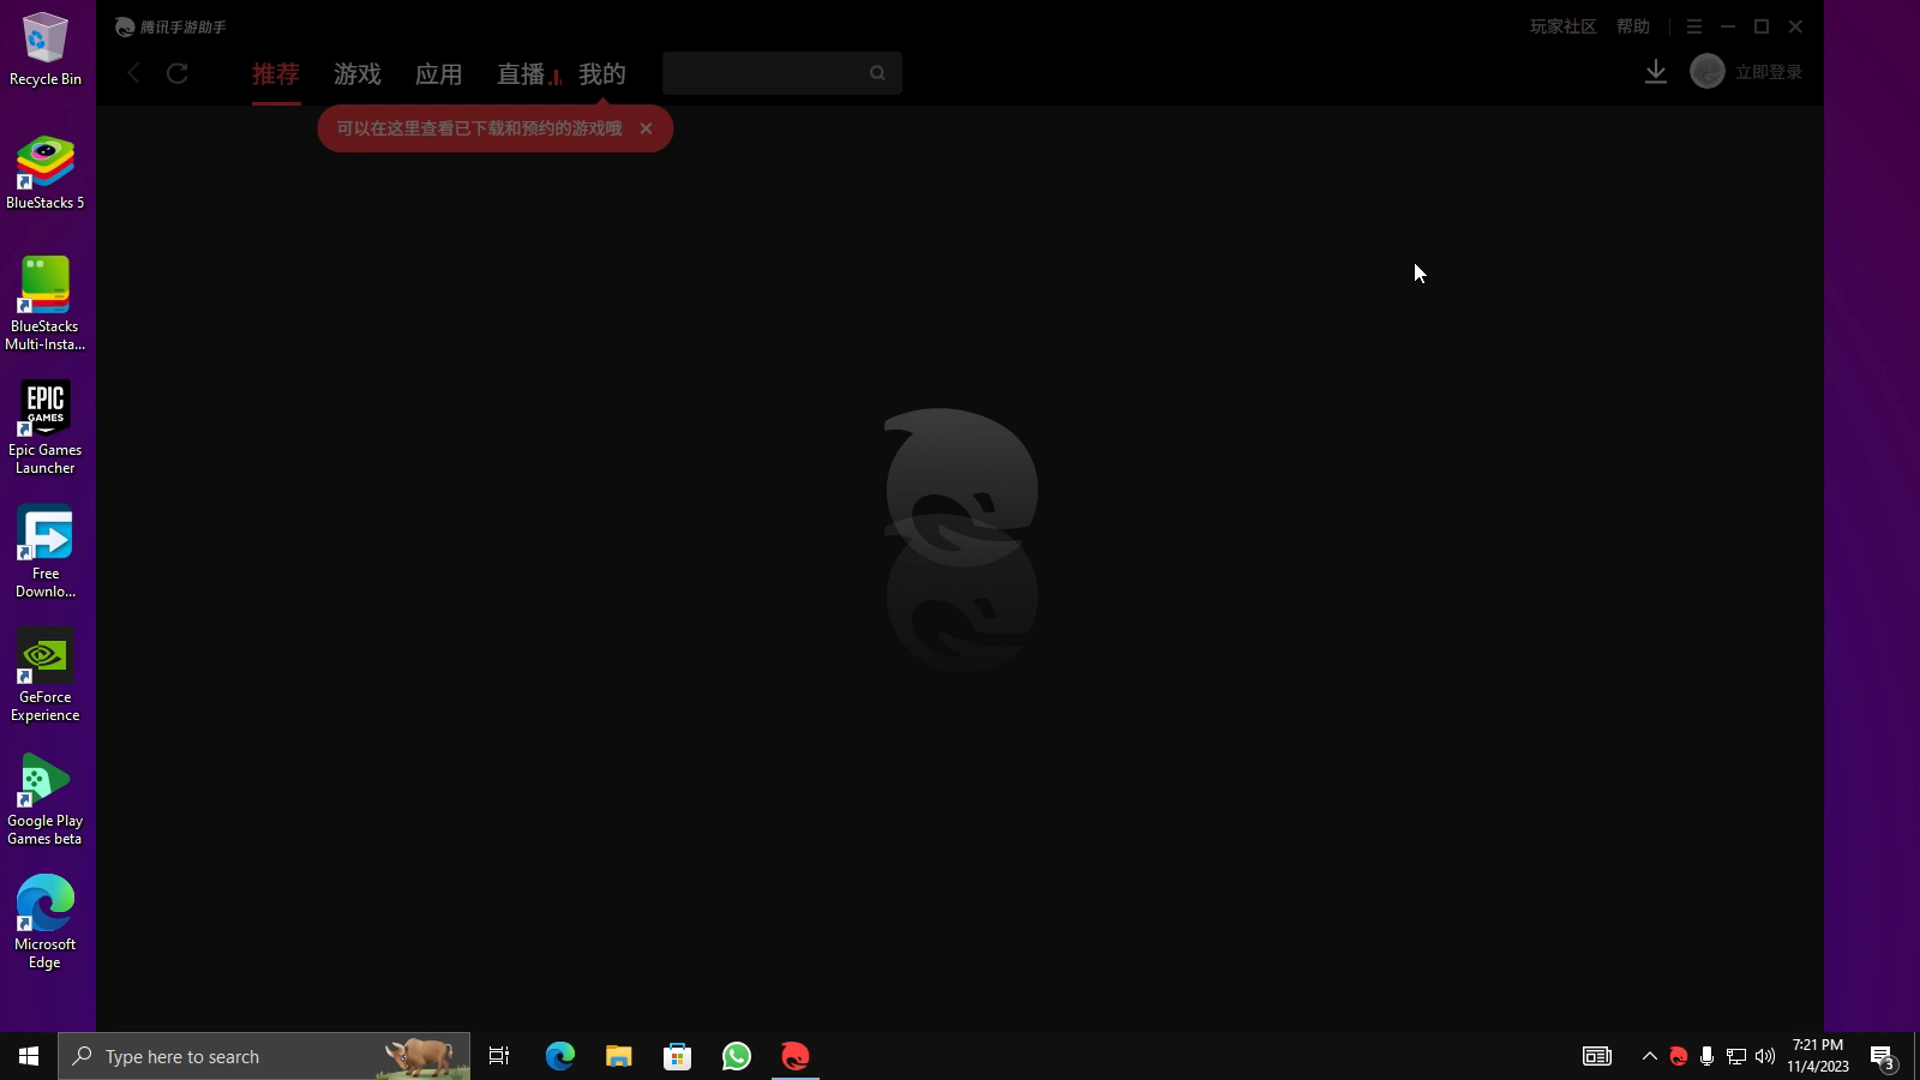 Recycle Bin
BlueStacks 5
BlueStacks
Multi-Insta...
EPIC
GAMES
Epic Games
Launcher
Free
Downlo...
GeForce
Experience
Google Play
Games beta
Microsoft
Edge
腾讯手游助手
玩家社区 帮助
推荐 游戏 应用 直播 我的
立即登录
可以在这里查看已下载和预约的游戏哦
Type here to search
7:21 PM
11/4/2023
3